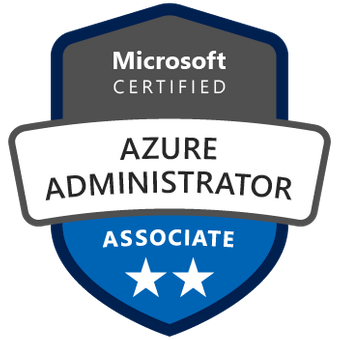 Microsoft
CERTIFIED
AZURE
ADMINISTRATOR
ASSOCIATE